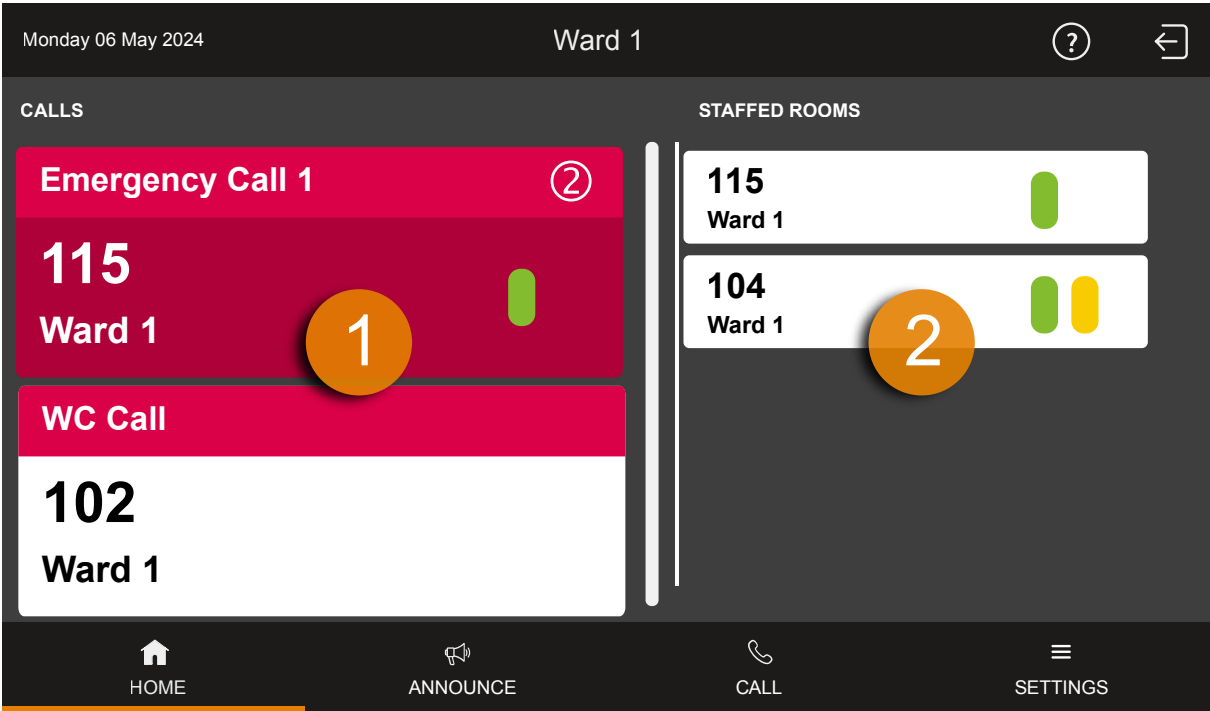 Monday 06 May 2024
Ward 1
?
CALLS
Emergency Call 1
2
115
Ward 1
1
WC Call
102
Ward 1
STAFFED ROOMS
115
Ward 1
104
Ward 1
2
HOME
ANNOUNCE
CALL
SETTINGS